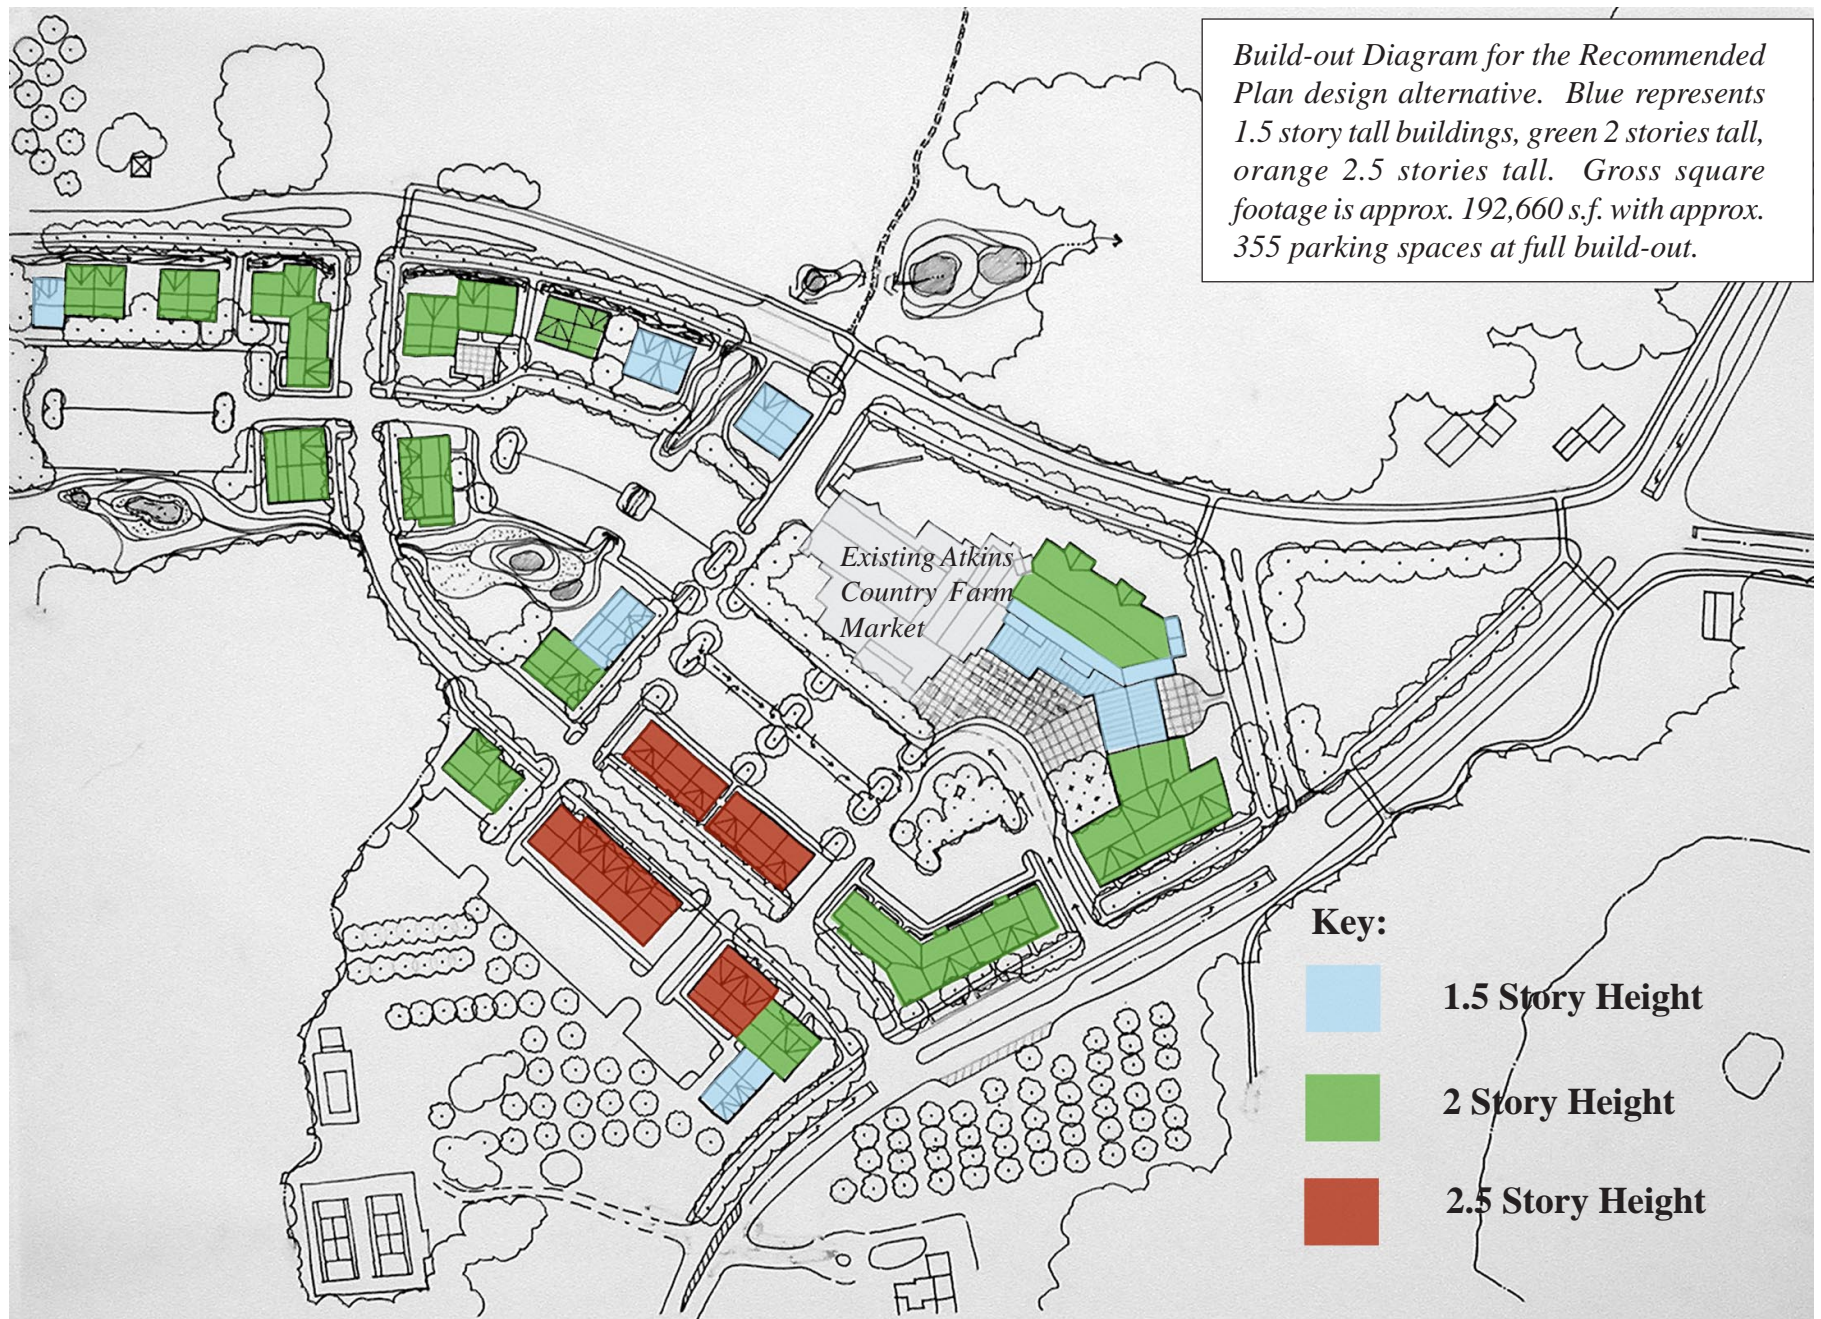 Build-out Diagram for the Recommended
Plan design alternative. Blue represents
1.5 story tall buildings, green 2 stories tall,
orange 2.5 stories tall. Gross square
footage is approx. 192,660 s.f. with approx.
355 parking spaces at full build-out.
Existing Atkins
Country Farm
Market
Key:
1.5 Story Height
2 Story Height
2.5 Story Height